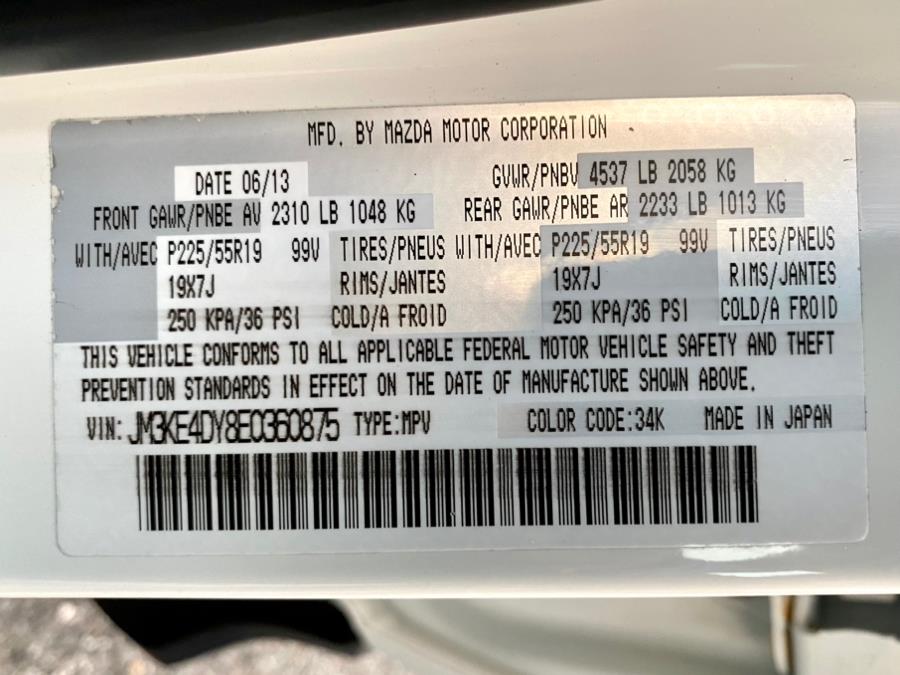 MFD. BY MAZDA MOTOR CORPORATION
DATE 06/13 GVWR/PNBV 4537 LB 2058 KG
FRONT GAWR/PNBE AV 2310 LB 1048 KG REAR GAWR/PNBE AR 2233 LB 1013 KG
WITH/AVEC P225/55R19 99V TIRES/PNEUS WITH/AVEC P225/55R19 99V TIRES/PNEUS
19X7J RIMS/JANTES 19X7J RIMS/JANTES
250 KPA/36 PSI COLD/A FROID 250 KPA/36 PSI COLD/A FROID
THIS VEHICLE CONFORMS TO ALL APPLICABLE FEDERAL MOTOR VEHICLE SAFETY AND THEFT
PREVENTION STANDARDS IN EFFECT ON THE DATE OF MANUFACTURE SHOWN ABOVE.
VIN: JM3KE4DY8E0360875 TYPE:MPV COLOR CODE:34K MADE IN JAPAN